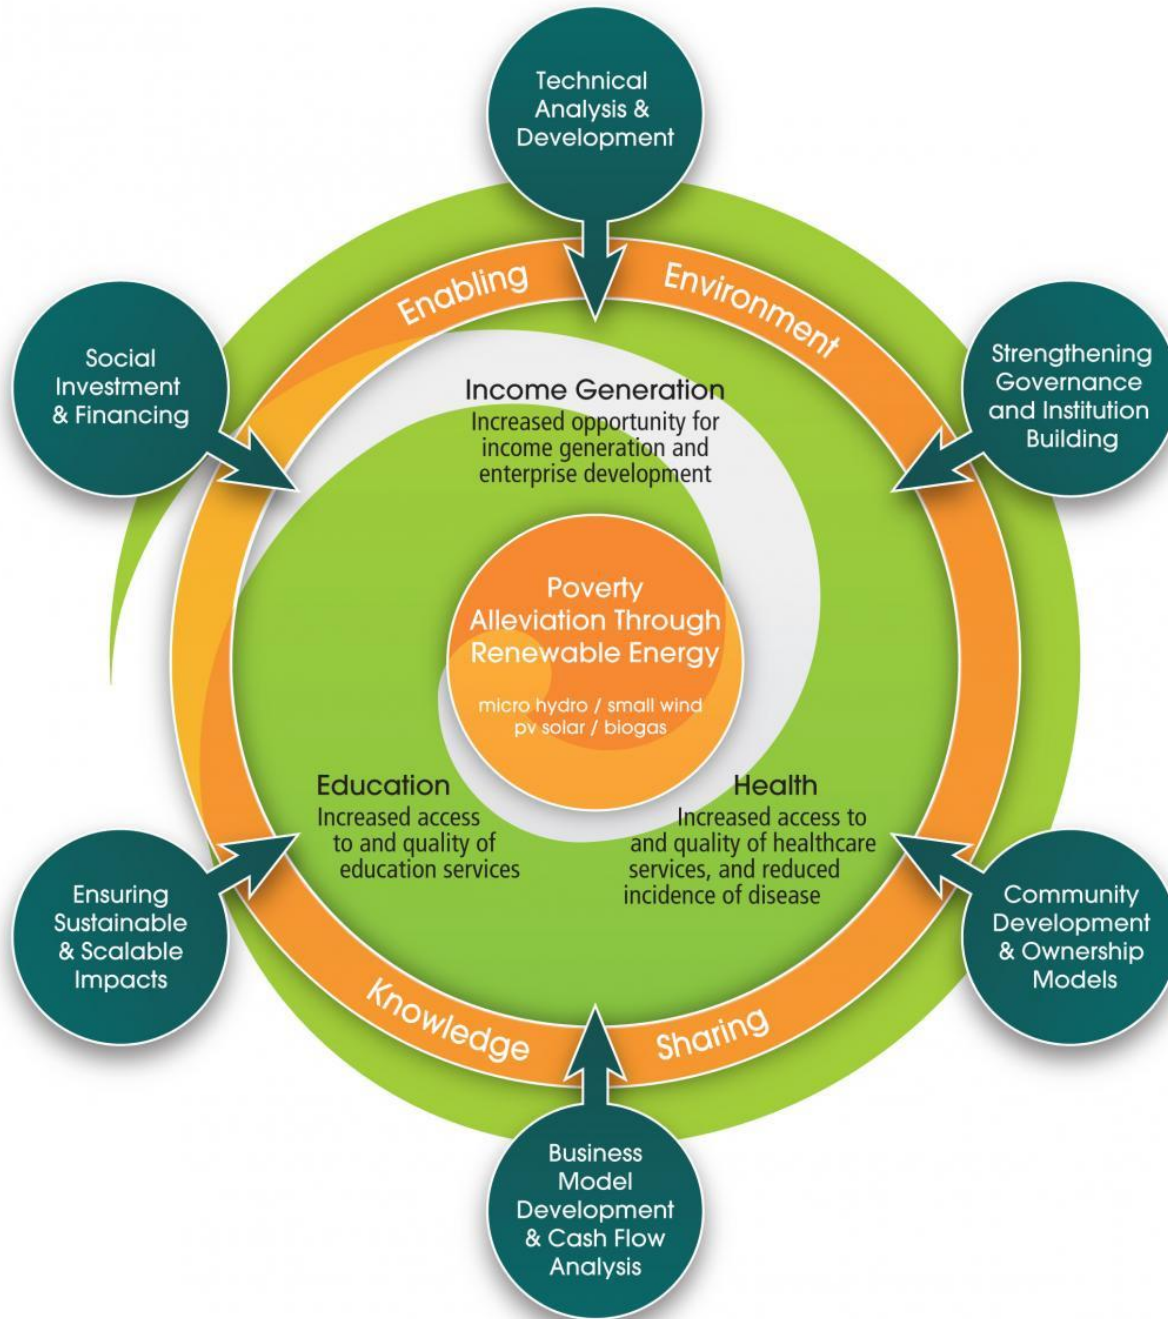 Technical
Analysis &
Development
Enabling
Environment
Social
Investment
& Financing
Strengthening
Governance
and Institution
Building
Income Generation
Increased opportunity for
income generation and
enterprise development
Poverty
Alleviation Through
Renewable Energy
micro hydro / small wind
pv solar / biogas
Education
Increased access
to and quality of
education services
Health
Increased access to
and quality of healthcare
services, and reduced
incidence of disease
Ensuring
Sustainable
& Scalable
Impacts
Community
Development
& Ownership
Models
Knowledge
Sharing
Business
Model
Development
& Cash Flow
Analysis